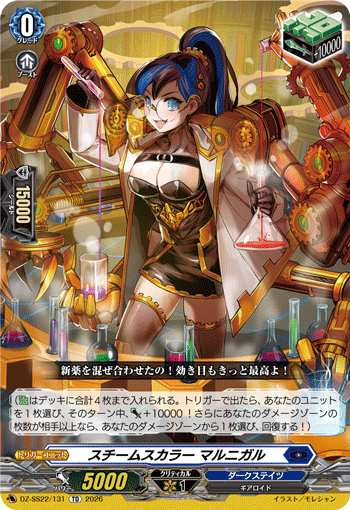 0
グレード
ブースト
+10000
シールド
15000
新薬を混ぜ合わせたの！効き目もきっと最高よ！
（治はデッキに合計４枚まで入れられる。トリガーで出たら、あなたのユニット
を１枚選び、そのターン中、+10000！さらにあなたのダメージゾーンの
枚数が相手以上なら、あなたのダメージゾーンから１枚選び、回復する！）
トリガーユニット
スチームスカラー マルニガル
パワー 5000
クリティカル
1
ダークステイツ
ギアロイド
DZ-SS22/131 TD 2026
イラスト／モレシャン